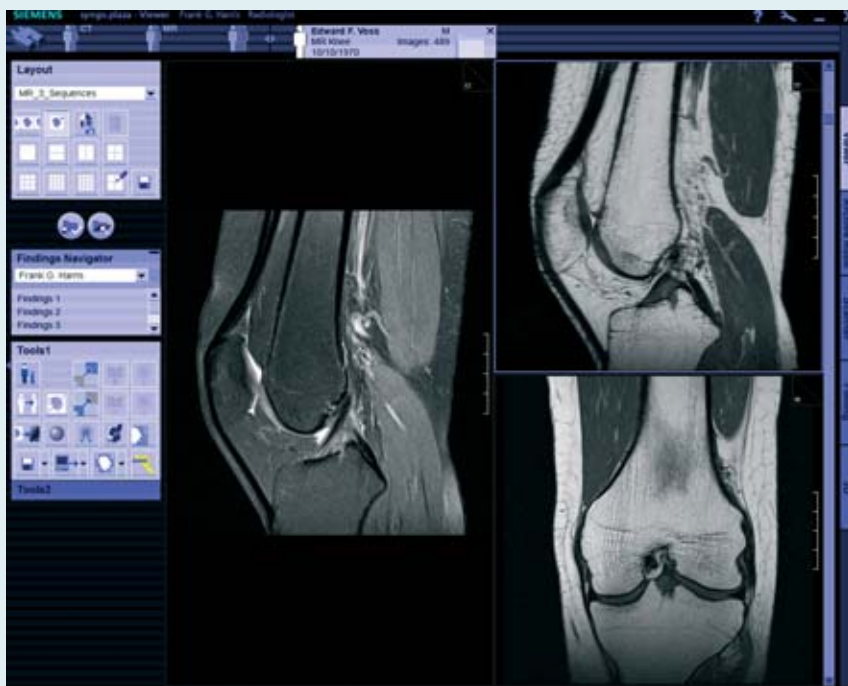 SIEMENS
syngo.plaza - Viewer Frank G. Harris Radiologist
?
CT
MR
Edward F. Voss M
MR Knee Images: 489
10/10/1970
Layout
MR_3_Sequences
Findings Navigator
Frank G. Harris
Findings 1
Findings 2
Findings 3
Tools1
Tools2